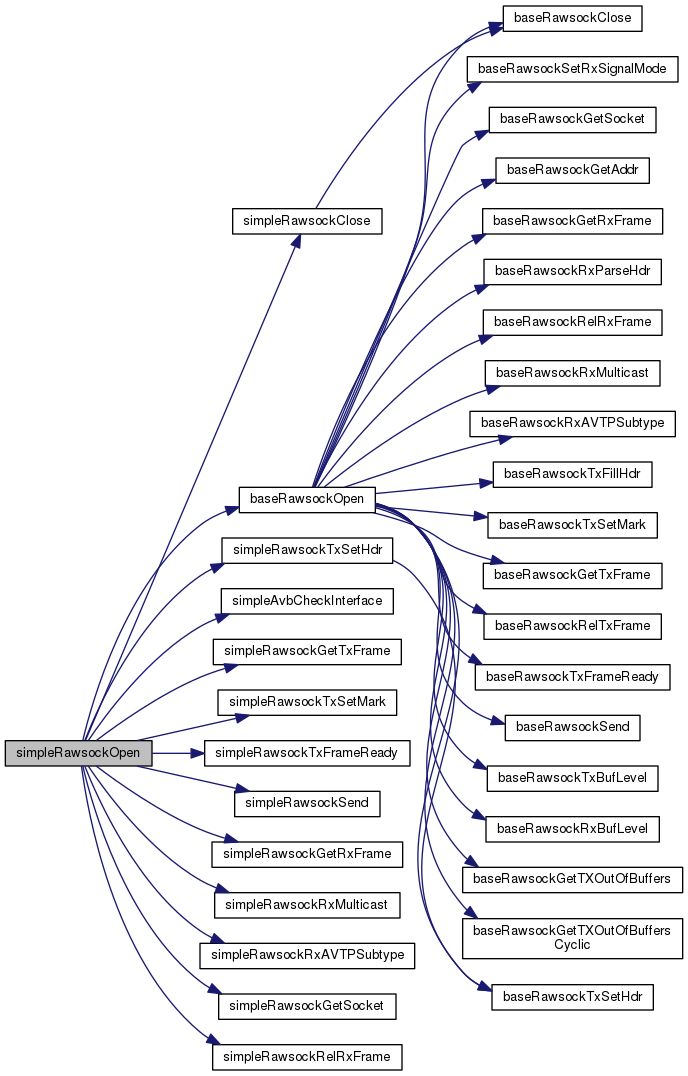 baseRawsockClose
baseRawsockSetRxSignalMode
baseRawsockGetSocket
baseRawsockGetAddr
simpleRawsockClose
baseRawsockGetRxFrame
baseRawsockRxParseHdr
baseRawsockRelRxFrame
baseRawsockRxMulticast
baseRawsockRxAVTPSubtype
baseRawsockTxFillHdr
baseRawsockOpen
baseRawsockTxSetMark
simpleRawsockTxSetHdr
baseRawsockGetTxFrame
simpleAvbCheckInterface
baseRawsockRelTxFrame
simpleRawsockGetTxFrame
baseRawsockTxFrameReady
simpleRawsockTxSetMark
baseRawsockSend
simpleRawsockOpen
simpleRawsockTxFrameReady
baseRawsockTxBufLevel
simpleRawsockSend
baseRawsockRxBufLevel
simpleRawsockGetRxFrame
baseRawsockGetTXOutOfBuffers
simpleRawsockRxMulticast
baseRawsockGetTXOutOfBuffers
Cyclic
simpleRawsockRxAVTPSubtype
baseRawsockTxSetHdr
simpleRawsockGetSocket
simpleRawsockRelRxFrame